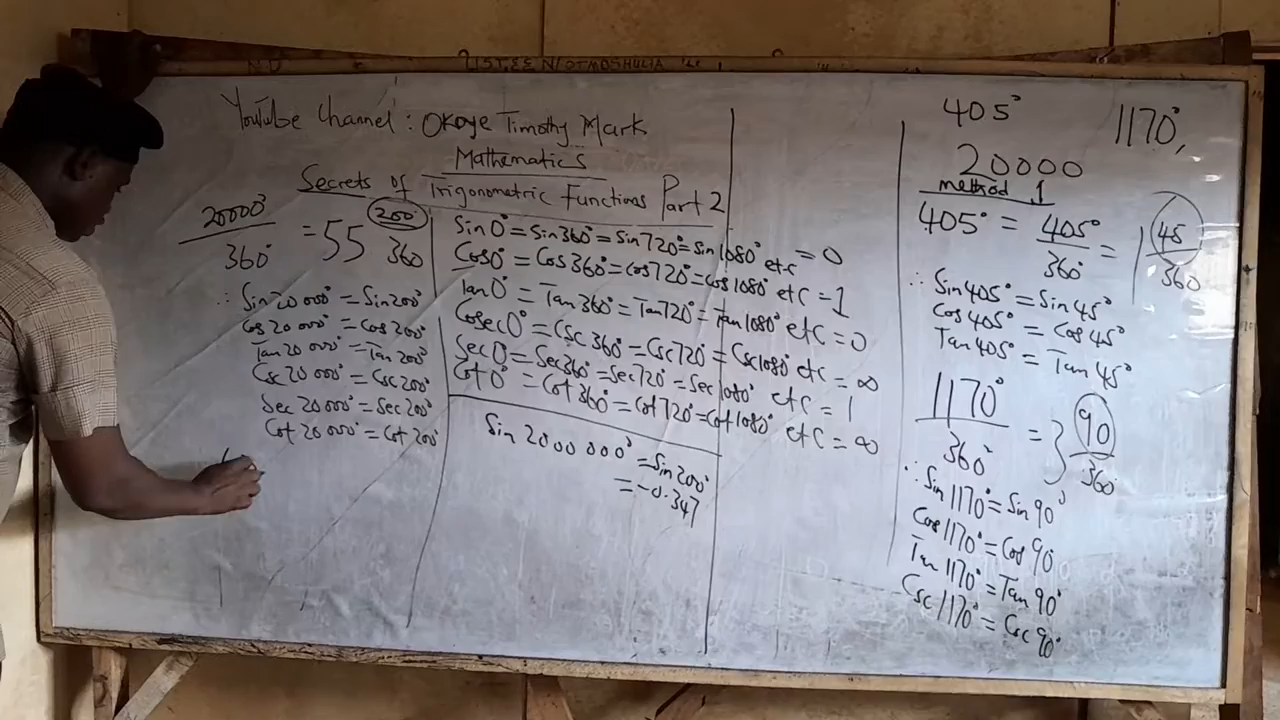 YouTube Channel: Okoye Timothy Mark
Mathematics
Secrets of Trigonometric Functions Part 2
20000°/360° = 55 200°/360°
∴ Sin 20000° = Sin 200°
Cos 20000° = Cos 200°
Tan 20000° = Tan 200°
Csc 20000° = Csc 200°
Sec 20000° = Sec 200°
Cot 20000° = Cot 200°
Sin 0° = Sin 360° = Sin 720° = Sin 1080° etc = 0
Cos 0° = Cos 360° = Cos 720° = Cos 1080° etc = 1
Tan 0° = Tan 360° = Tan 720° = Tan 1080° etc = 0
Cosec 0° = Csc 360° = Csc 720° = Csc 1080° etc = ∞
Sec 0° = Sec 360° = Sec 720° = Sec 1080° etc = 1
Cot 0° = Cot 360° = Cot 720° = Cot 1080° etc = ∞
Sin 2000 000° = Sin 200°
= -0.347
405° 1170°,
20000
method 1
405° = 405°/360° = 1 45/360
∴ Sin 405° = Sin 45°
Cos 405° = Cos 45°
Tan 405° = Tan 45°
1170°/360° = 3 90/360°
∴ Sin 1170° = Sin 90°
Cos 1170° = Cos 90
Tan 1170° = Tan 90°
Csc 1170° = Csc 90°